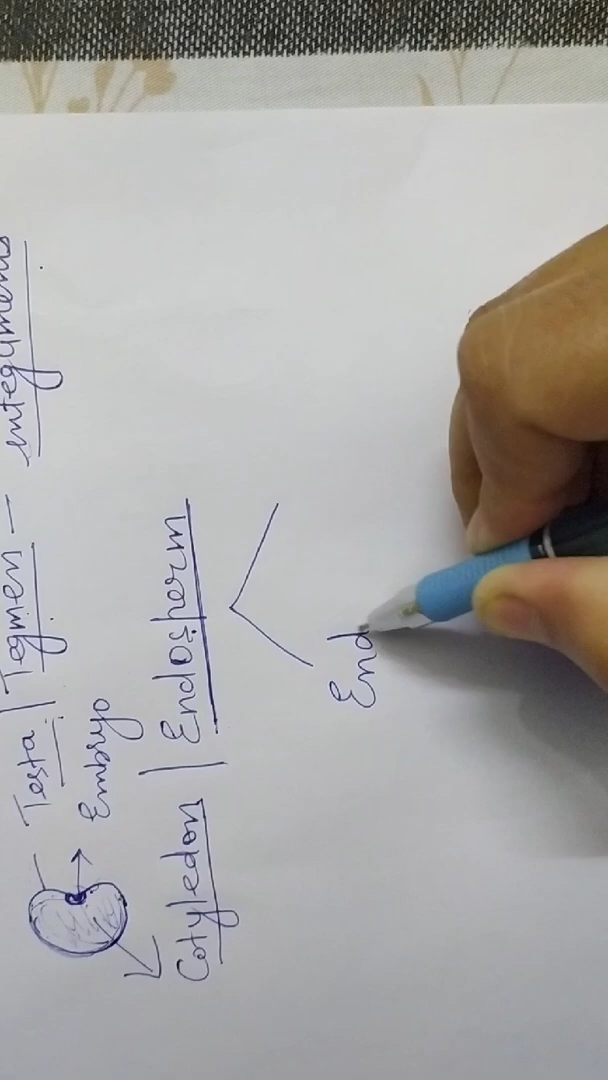 Testa | Tegmen - integuments
Embryo
Cotyledon | Endosperm
End